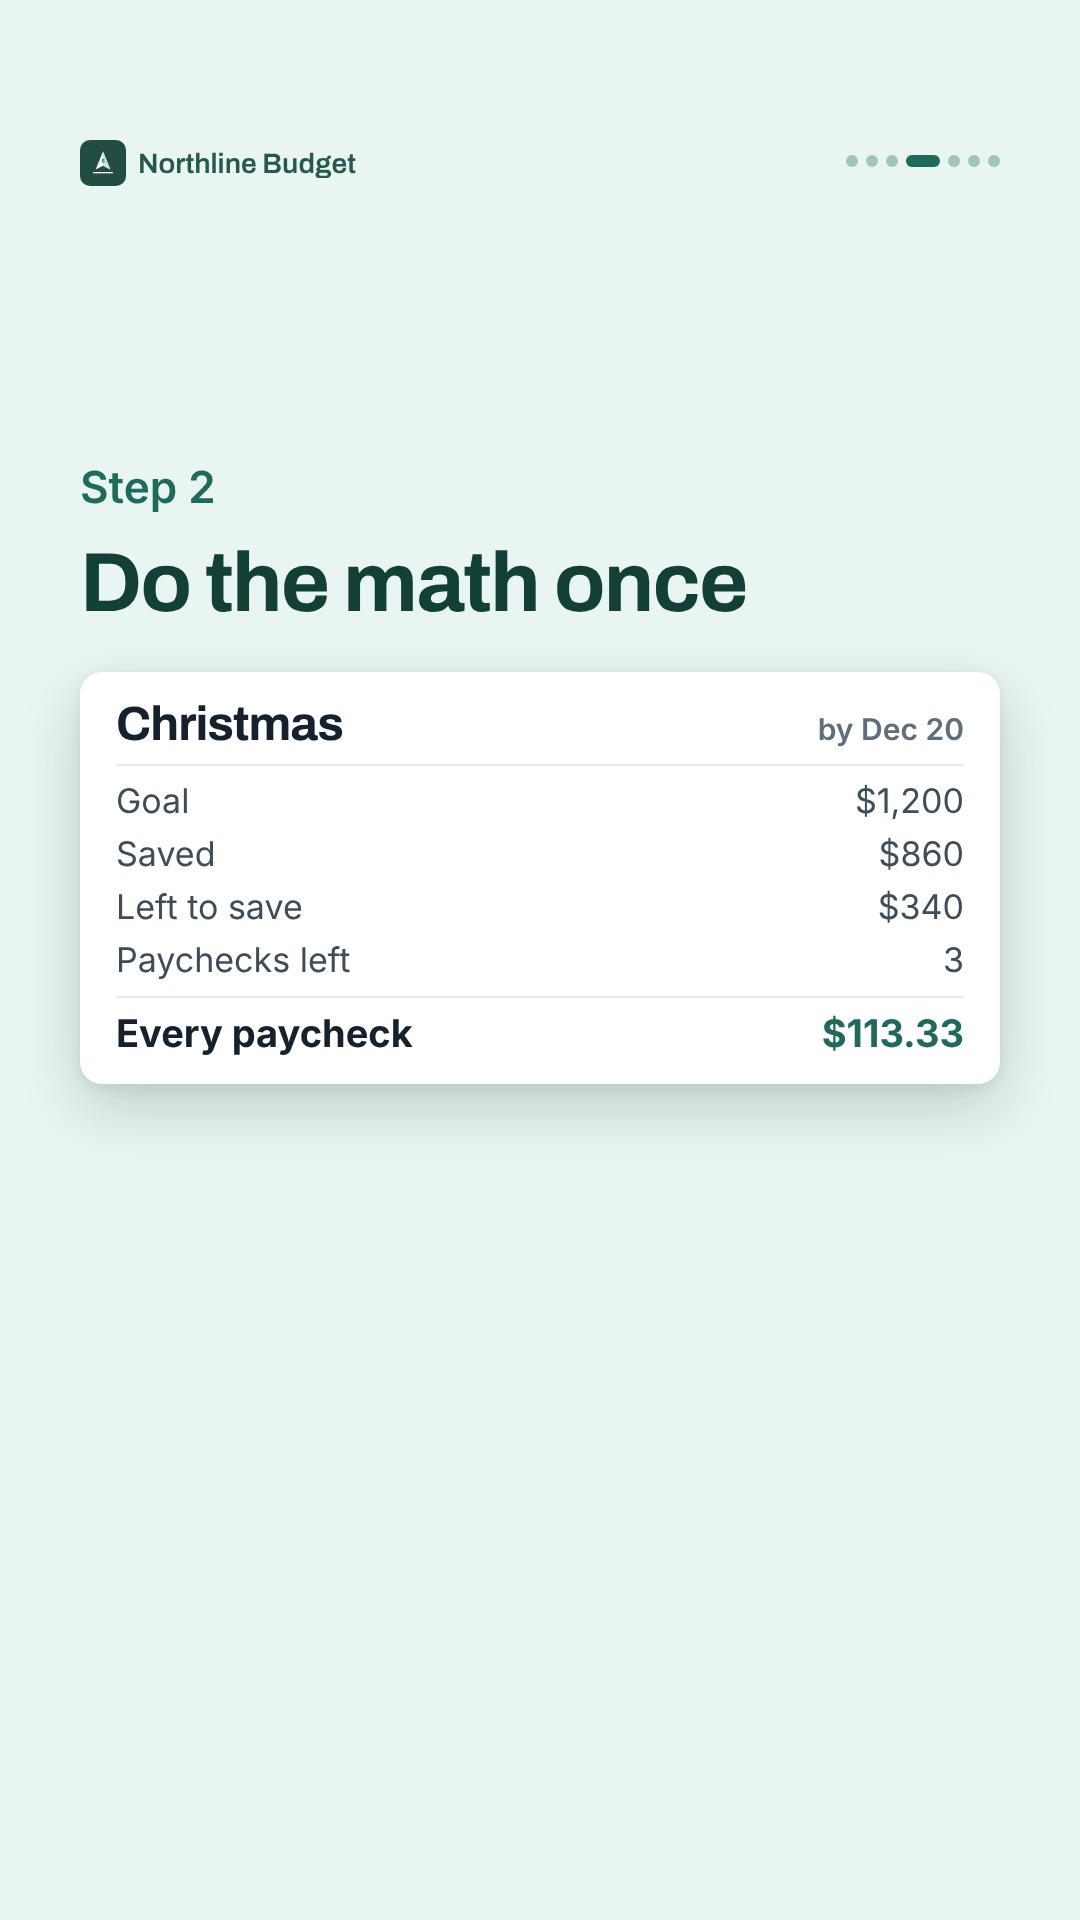 Northline Budget
Step 2
Do the math once
Christmas by Dec 20
Goal $1,200
Saved $860
Left to save $340
Paychecks left 3
Every paycheck $113.33